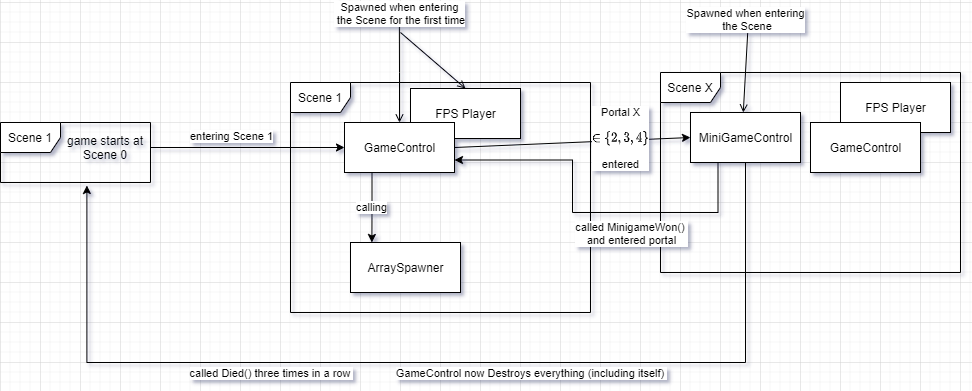 Spawned when entering
the Scene for the first time
Spawned when entering
the Scene
Scene 1
game starts at
Scene 0
entering Scene 1
Scene 1
FPS Player
GameControl
calling
ArraySpawner
Portal X
∈ {2, 3, 4}
entered
Scene X
MiniGameControl
FPS Player
GameControl
called MinigameWon()
and entered portal
called Died() three times in a row
GameControl now Destroys everything (including itself)